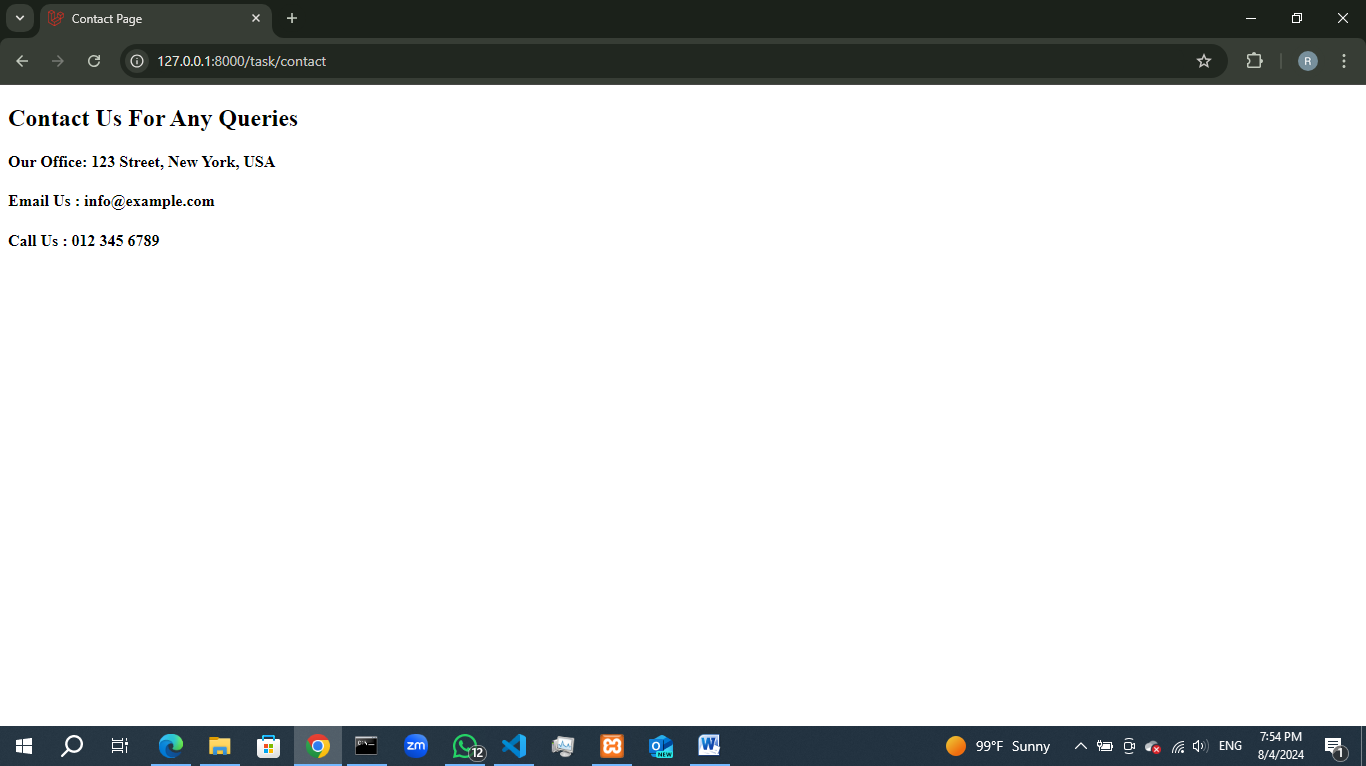 Contact Page
127.0.0.1:8000/task/contact
R
Contact Us For Any Queries
Our Office: 123 Street, New York, USA
Email Us : info@example.com
Call Us : 012 345 6789
zm
12
NEW
W
99°F Sunny
ENG
7:54 PM
8/4/2024
1